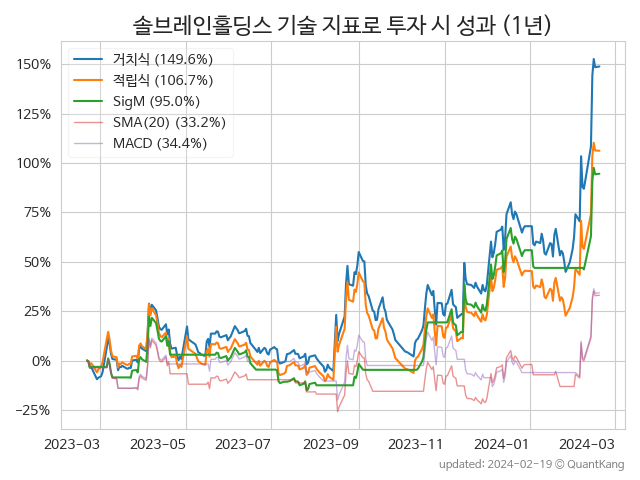 솔브레인홀딩스 기술 지표로 투자 시 성과 (1년)
거치식 (149.6%)
적립식 (106.7%)
SigM (95.0%)
SMA(20) (33.2%)
MACD (34.4%)
150%
125%
100%
75%
50%
25%
0%
−25%
2023-03 2023-05 2023-07 2023-09 2023-11 2024-01 2024-03
updated: 2024-02-19 © QuantKang